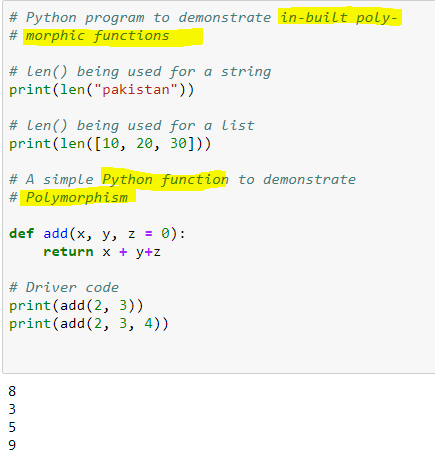 # Python program to demonstrate in-built poly-
# morphic functions
# len() being used for a string
print(len("pakistan"))
# len() being used for a list
print(len([10, 20, 30]))
# A simple Python function to demonstrate
# Polymorphism
def add(x, y, z = 0):
    return x + y+z
# Driver code
print(add(2, 3))
print(add(2, 3, 4))
8
3
5
9